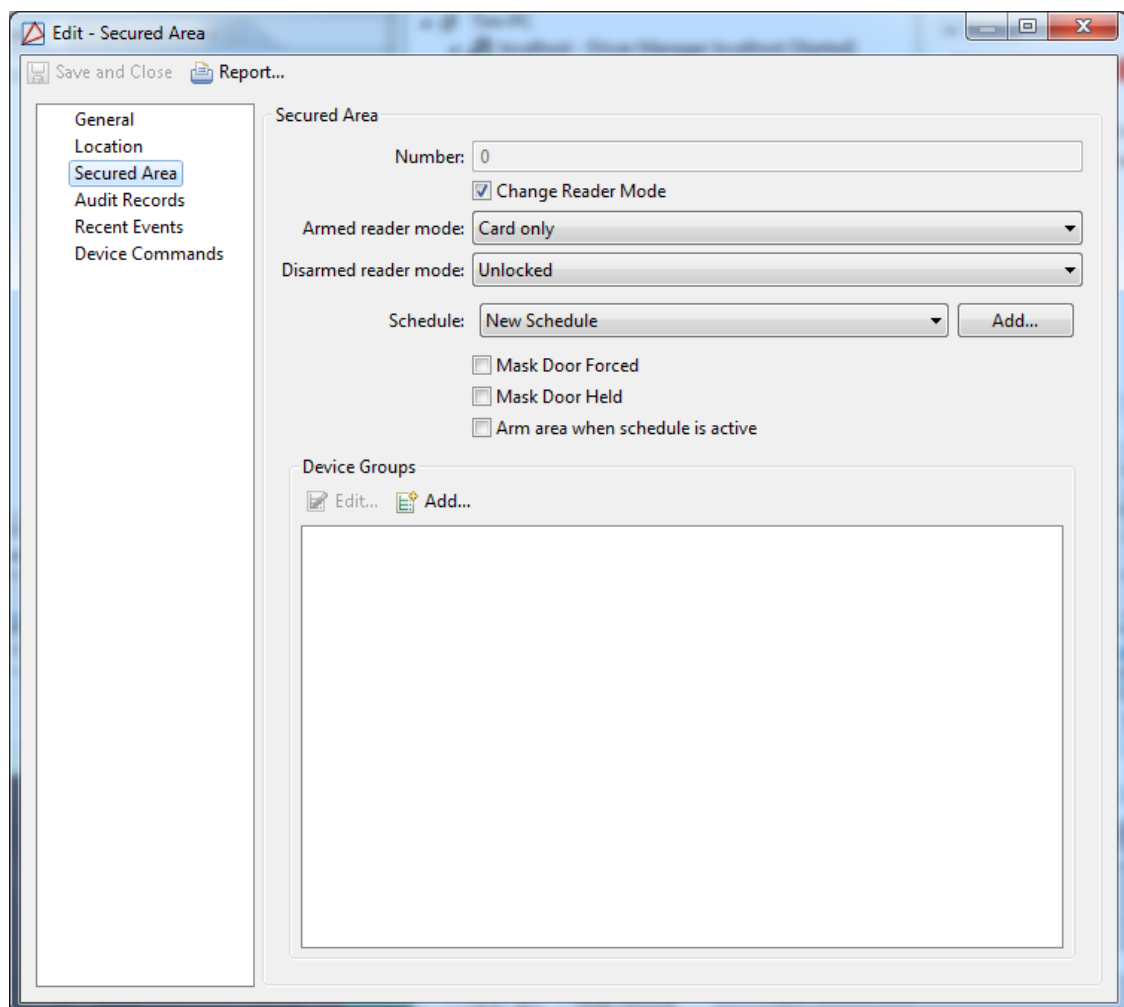 Edit - Secured Area
Save and Close Report...
General
Location
Secured Area
Audit Records
Recent Events
Device Commands
Secured Area
Number: 0
Change Reader Mode
Armed reader mode: Card only
Disarmed reader mode: Unlocked
Schedule: New Schedule Add...
Mask Door Forced
Mask Door Held
Arm area when schedule is active
Device Groups
Edit... Add...